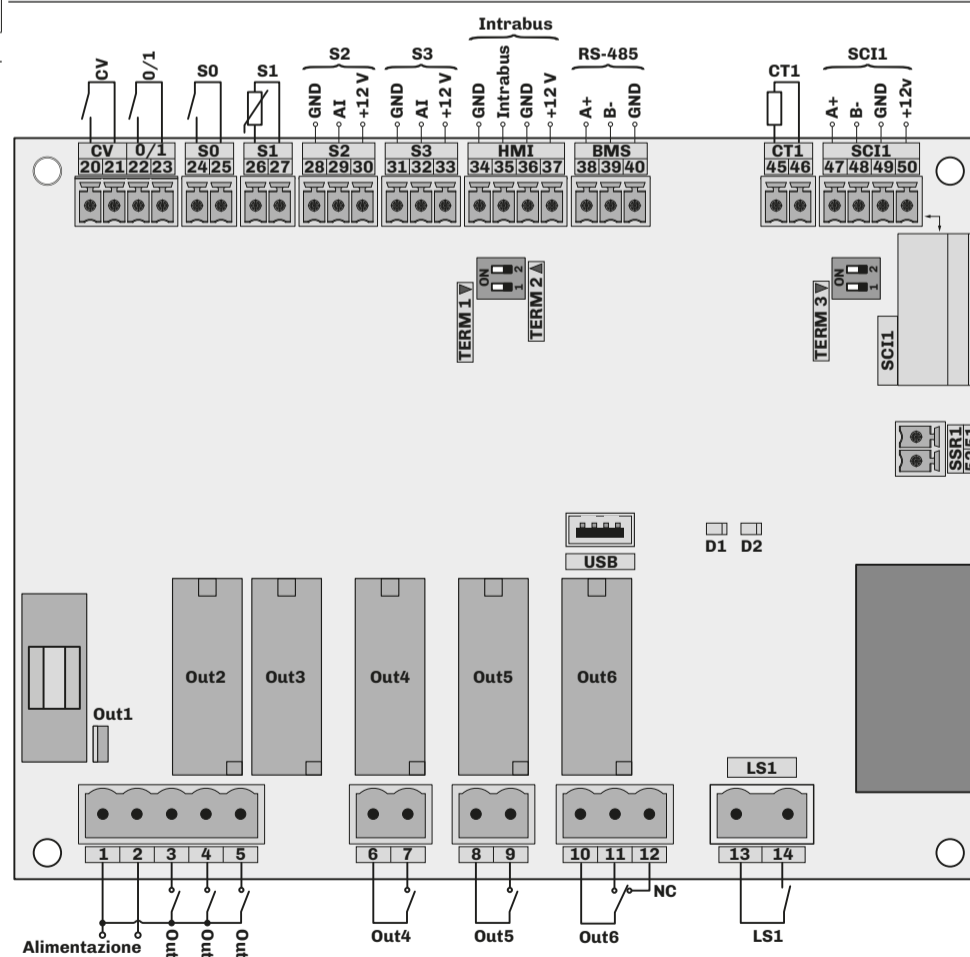 Intrabus
S2 S3 RS-485 SCI1
CV 0/1 S0 S1 GND AI +12 V GND AI +12 V GND Intrabus GND +12 V A+ B- GND CT1 A+ B- GND +12v
CV 0/1 S0 S1 S2 S3 HMI BMS CT1 SCI1
20 21 22 23 24 25 26 27 28 29 30 31 32 33 34 35 36 37 38 39 40 45 46 47 48 49 50
ON 1 2
TERM 1
TERM 2
ON 1 2
TERM 3
SCI1
SSR1
USB
D1 D2
Out2 Out3 Out4 Out5 Out6
Out1
LS1
1 2 3 4 5 6 7 8 9 10 11 12 13 14
NC
Alimentazione Out Out Out Out4 Out5 Out6 LS1